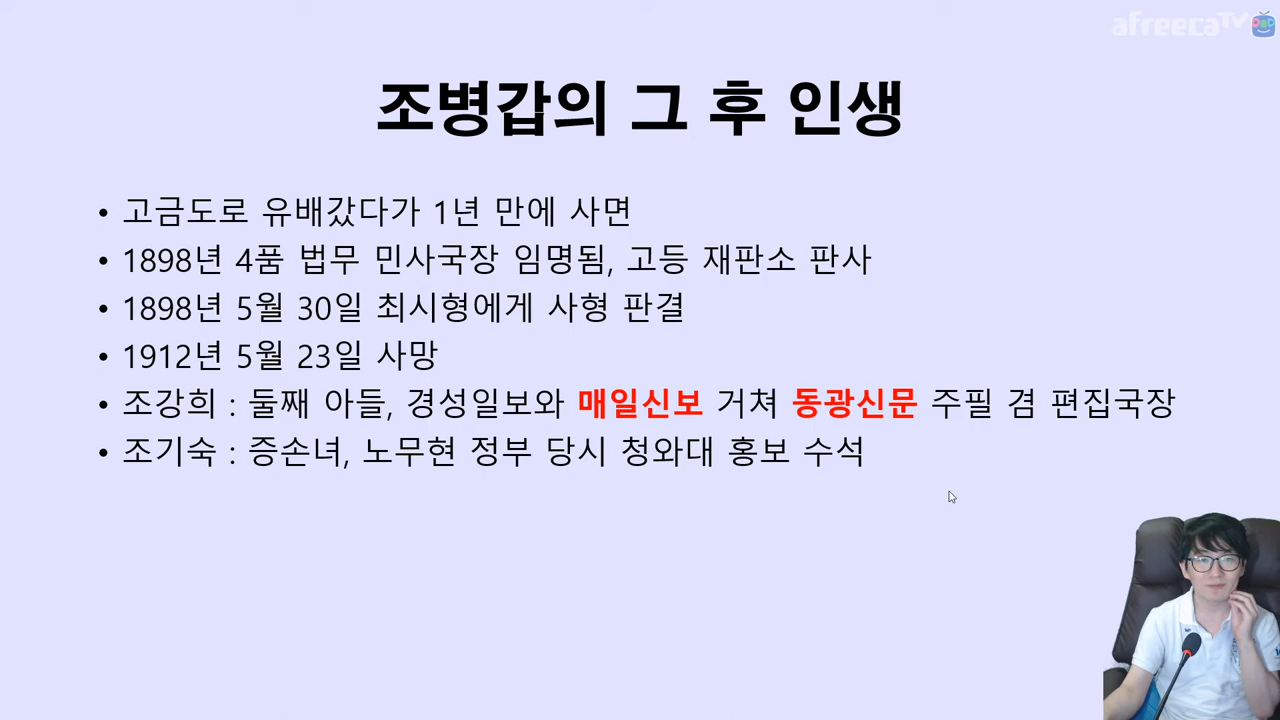 afreecaTV
조병갑의 그 후 인생
• 고금도로 유배갔다가 1년 만에 사면
• 1898년 4품 법무 민사국장 임명됨, 고등 재판소 판사
• 1898년 5월 30일 최시형에게 사형 판결
• 1912년 5월 23일 사망
• 조강희 : 둘째 아들, 경성일보와 매일신보 거쳐 동광신문 주필 겸 편집국장
• 조기숙 : 증손녀, 노무현 정부 당시 청와대 홍보 수석